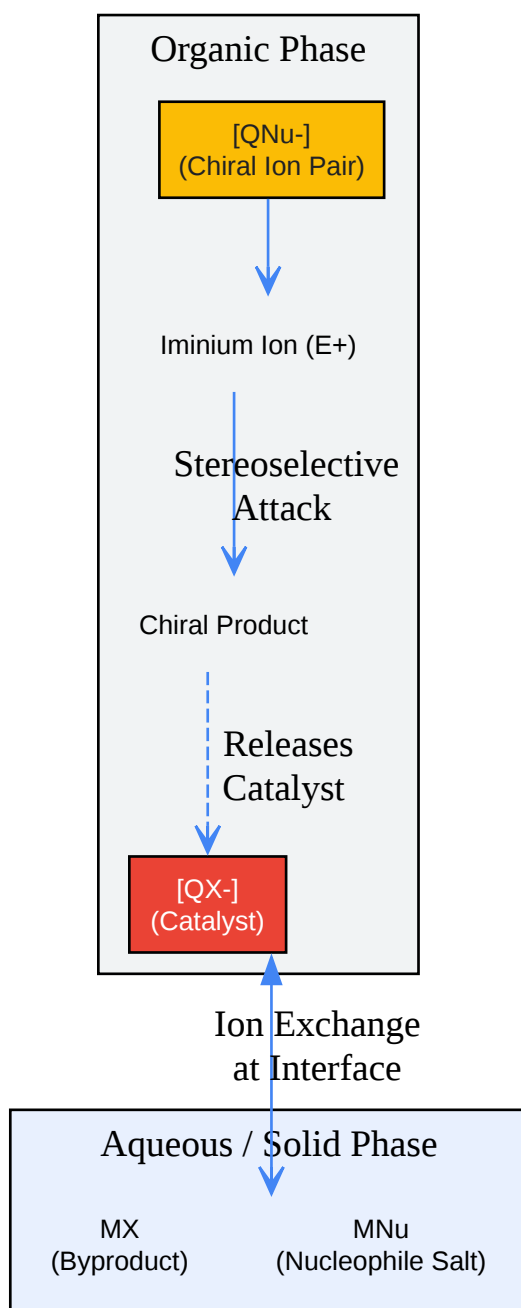 Organic Phase
[QNu-]
(Chiral Ion Pair)
Iminium Ion (E+)
Stereoselective
Attack
Chiral Product
Releases
Catalyst
[QX-]
(Catalyst)
Ion Exchange
at Interface
Aqueous / Solid Phase
MX
(Byproduct)
MNu
(Nucleophile Salt)